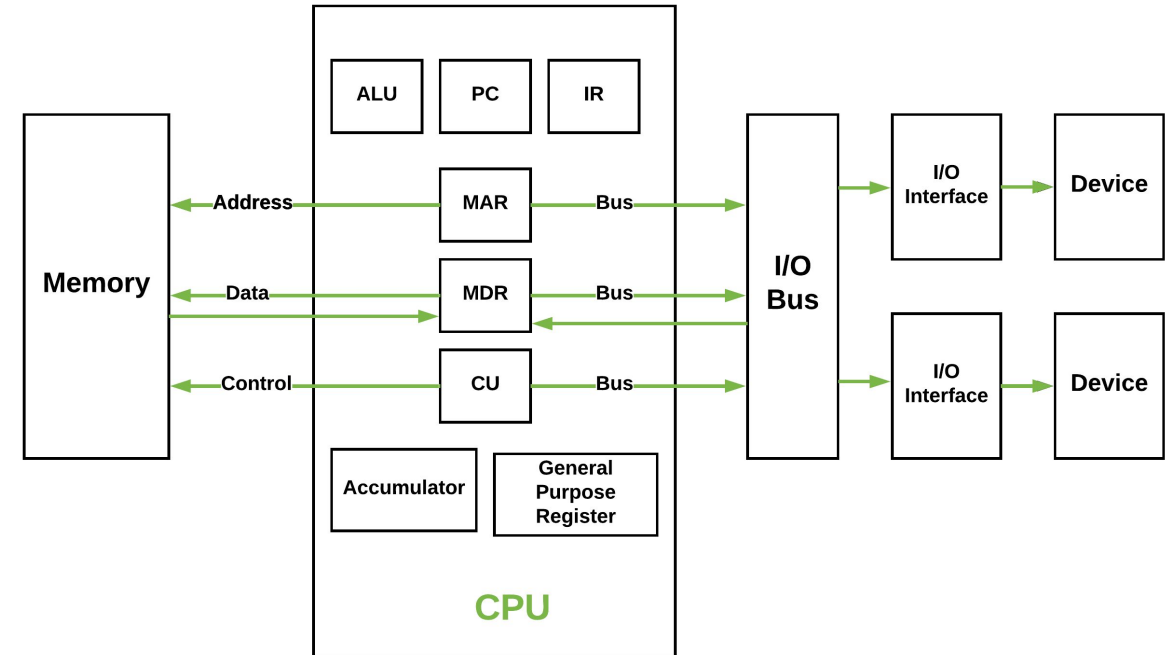 ALU
PC
IR
Memory
Address
MAR
Bus
Data
MDR
Bus
Control
CU
Bus
Accumulator
General
Purpose
Register
CPU
I/O
Bus
I/O
Interface
Device
I/O
Interface
Device